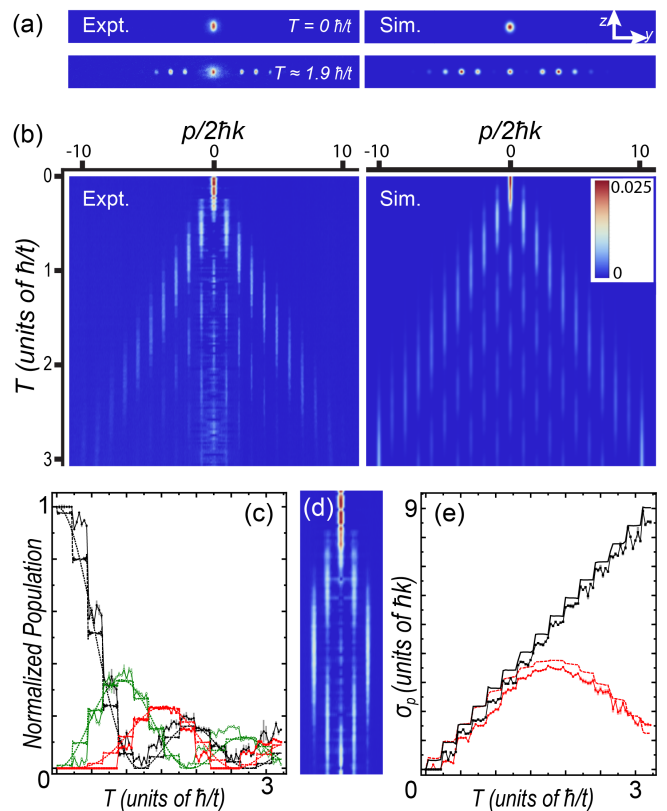 (a) Expt. T = 0 ħ/t Sim. z y
T ≈ 1.9 ħ/t
(b) p/2ħk p/2ħk
-10 0 10 -10 0 10
0 Expt. Sim. 0.025
0
1
T (units of ħ/t)
2
3
1 (c) (d) 9 (e)
Normalized Population
σp (units of ħk)
0 3 0 3
T (units of ħ/t) T (units of ħ/t)